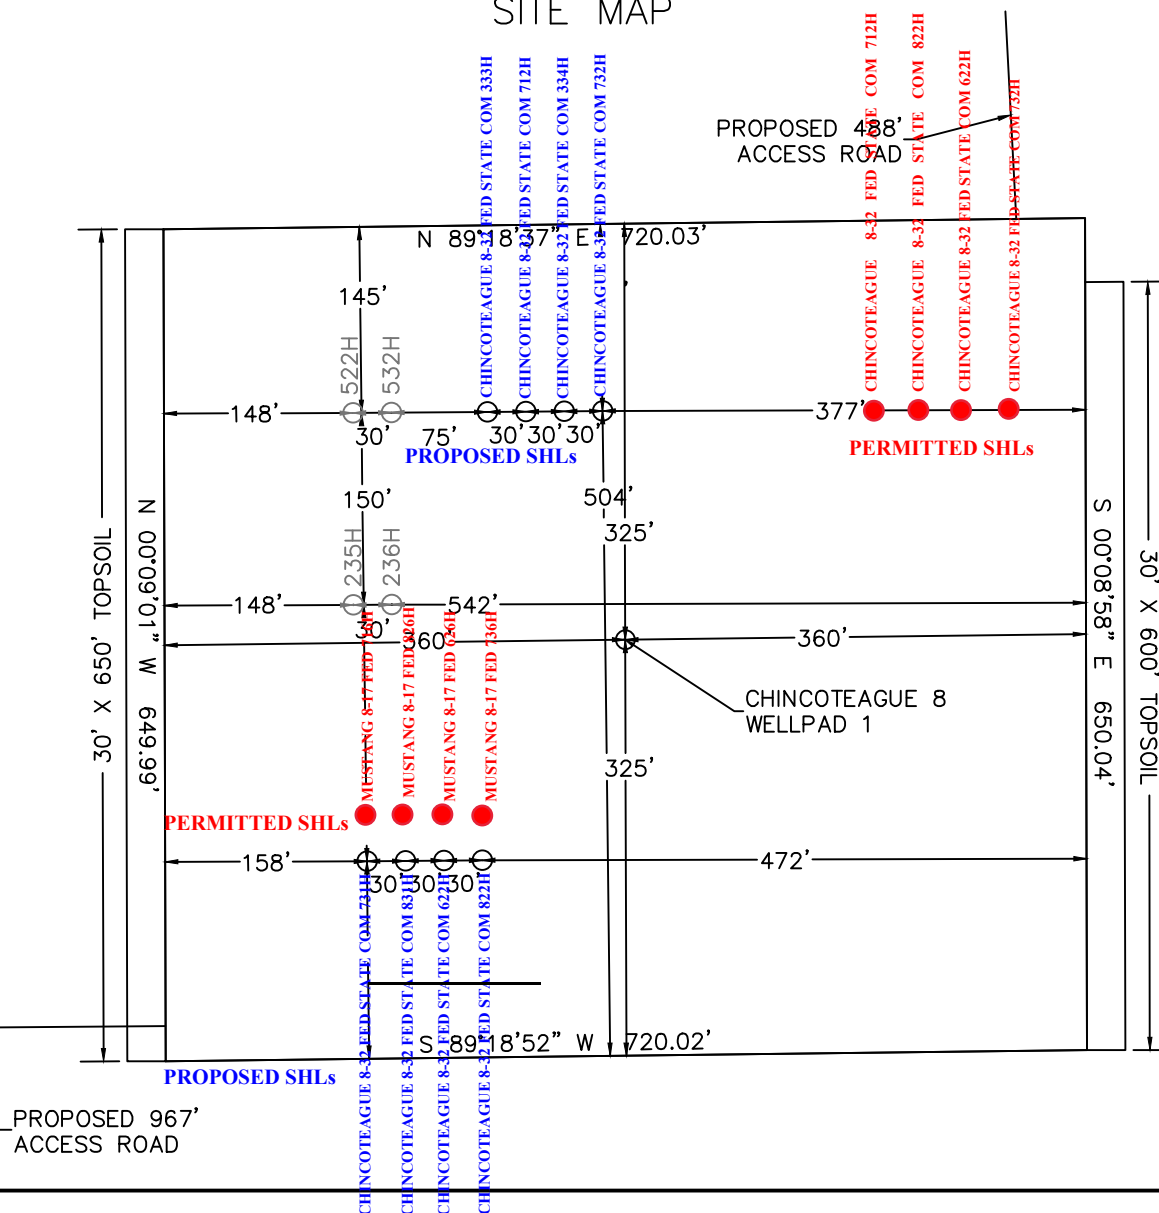 SITE MAP
CHINCOTEAGUE 8-32 FED STATE COM 333H
CHINCOTEAGUE 8-32 FED STATE COM 712H
CHINCOTEAGUE 8-32 FED STATE COM 334H
CHINCOTEAGUE 8-32 FED STATE COM 732H
CHINCOTEAGUE 8-32 FED STATE COM 712H
CHINCOTEAGUE 8-32 FED STATE COM 822H
CHINCOTEAGUE 8-32 FED STATE COM 622H
CHINCOTEAGUE 8-32 FED STATE COM 732H
PROPOSED 488'
ACCESS ROAD
N 89°18'37" E 720.03'
145'
522H
532H
148'
30'
75'
30'
30'
30'
377'
PROPOSED SHLs
PERMITTED SHLs
150'
504'
325'
235H
236H
148'
30'
542'
360'
360'
30' X 650' TOPSOIL
N 00°09'01" W 649.99'
S 00°08'58" E 650.04'
30' X 600' TOPSOIL
CHINCOTEAGUE 8
WELLPAD 1
MUSTANG 8-17 FED 716H
MUSTANG 8-17 FED 826H
MUSTANG 8-17 FED 626H
MUSTANG 8-17 FED 736H
325'
PERMITTED SHLs
158'
30'
30'
30'
472'
CHINCOTEAGUE 8-32 FED STATE COM 731H
CHINCOTEAGUE 8-32 FED STATE COM 831H
CHINCOTEAGUE 8-32 FED STATE COM 622H
CHINCOTEAGUE 8-32 FED STATE COM 822H
S 89°18'52" W 720.02'
PROPOSED SHLs
PROPOSED 967'
ACCESS ROAD